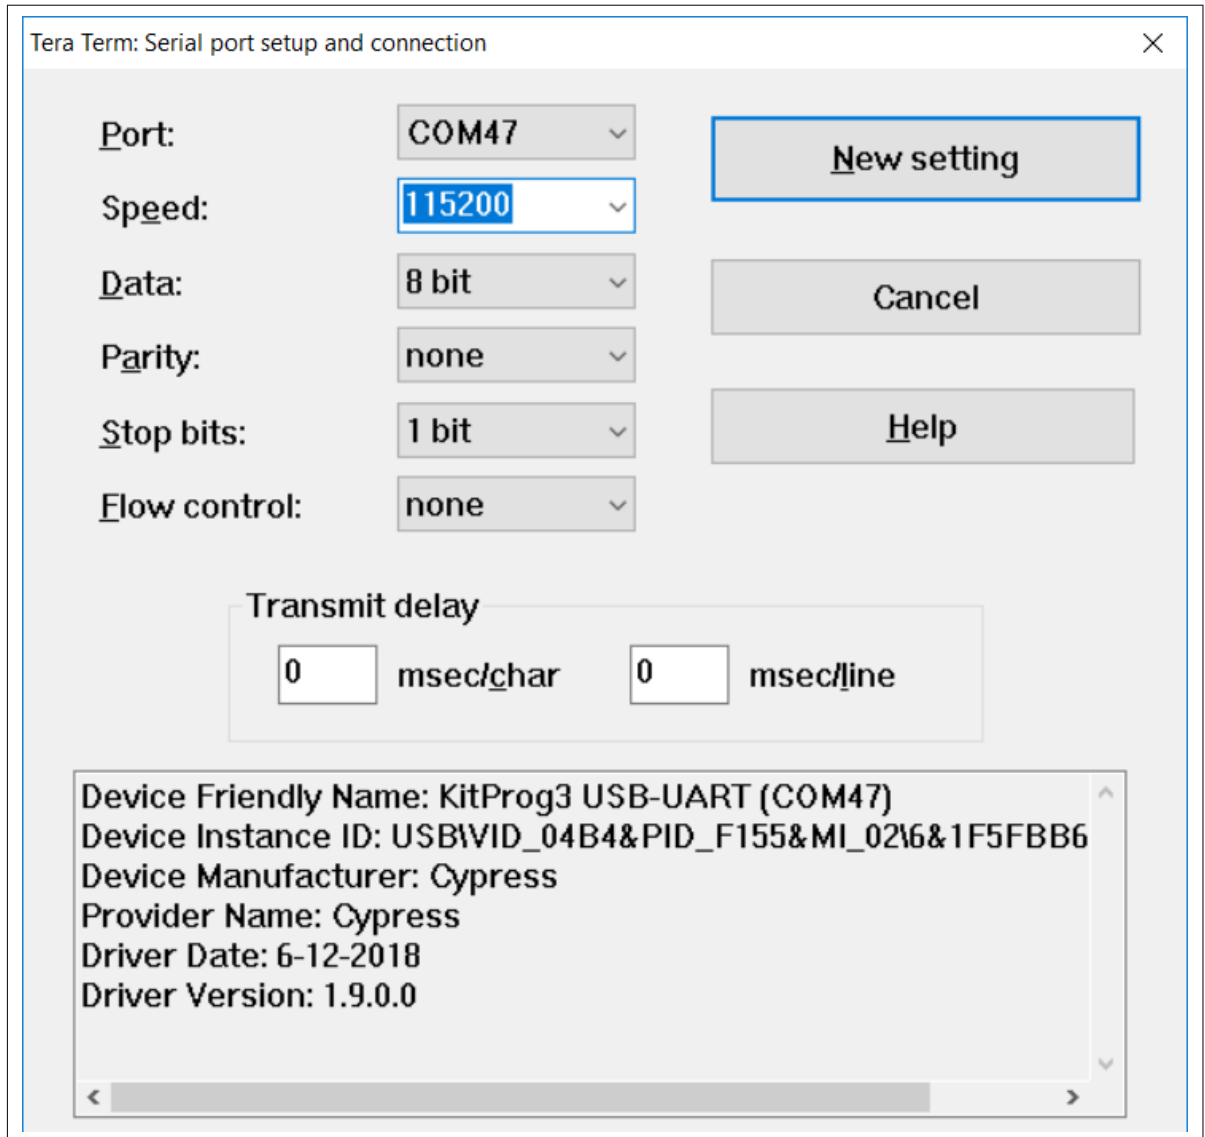 Tera Term: Serial port setup and connection
Port: COM47
New setting
Speed: 115200
Data: 8 bit
Cancel
Parity: none
Stop bits: 1 bit
Help
Flow control: none
Transmit delay
0 msec/char 0 msec/line
Device Friendly Name: KitProg3 USB-UART (COM47)
Device Instance ID: USB\VID_04B4&PID_F155&MI_02\6&1F5FBB6
Device Manufacturer: Cypress
Provider Name: Cypress
Driver Date: 6-12-2018
Driver Version: 1.9.0.0